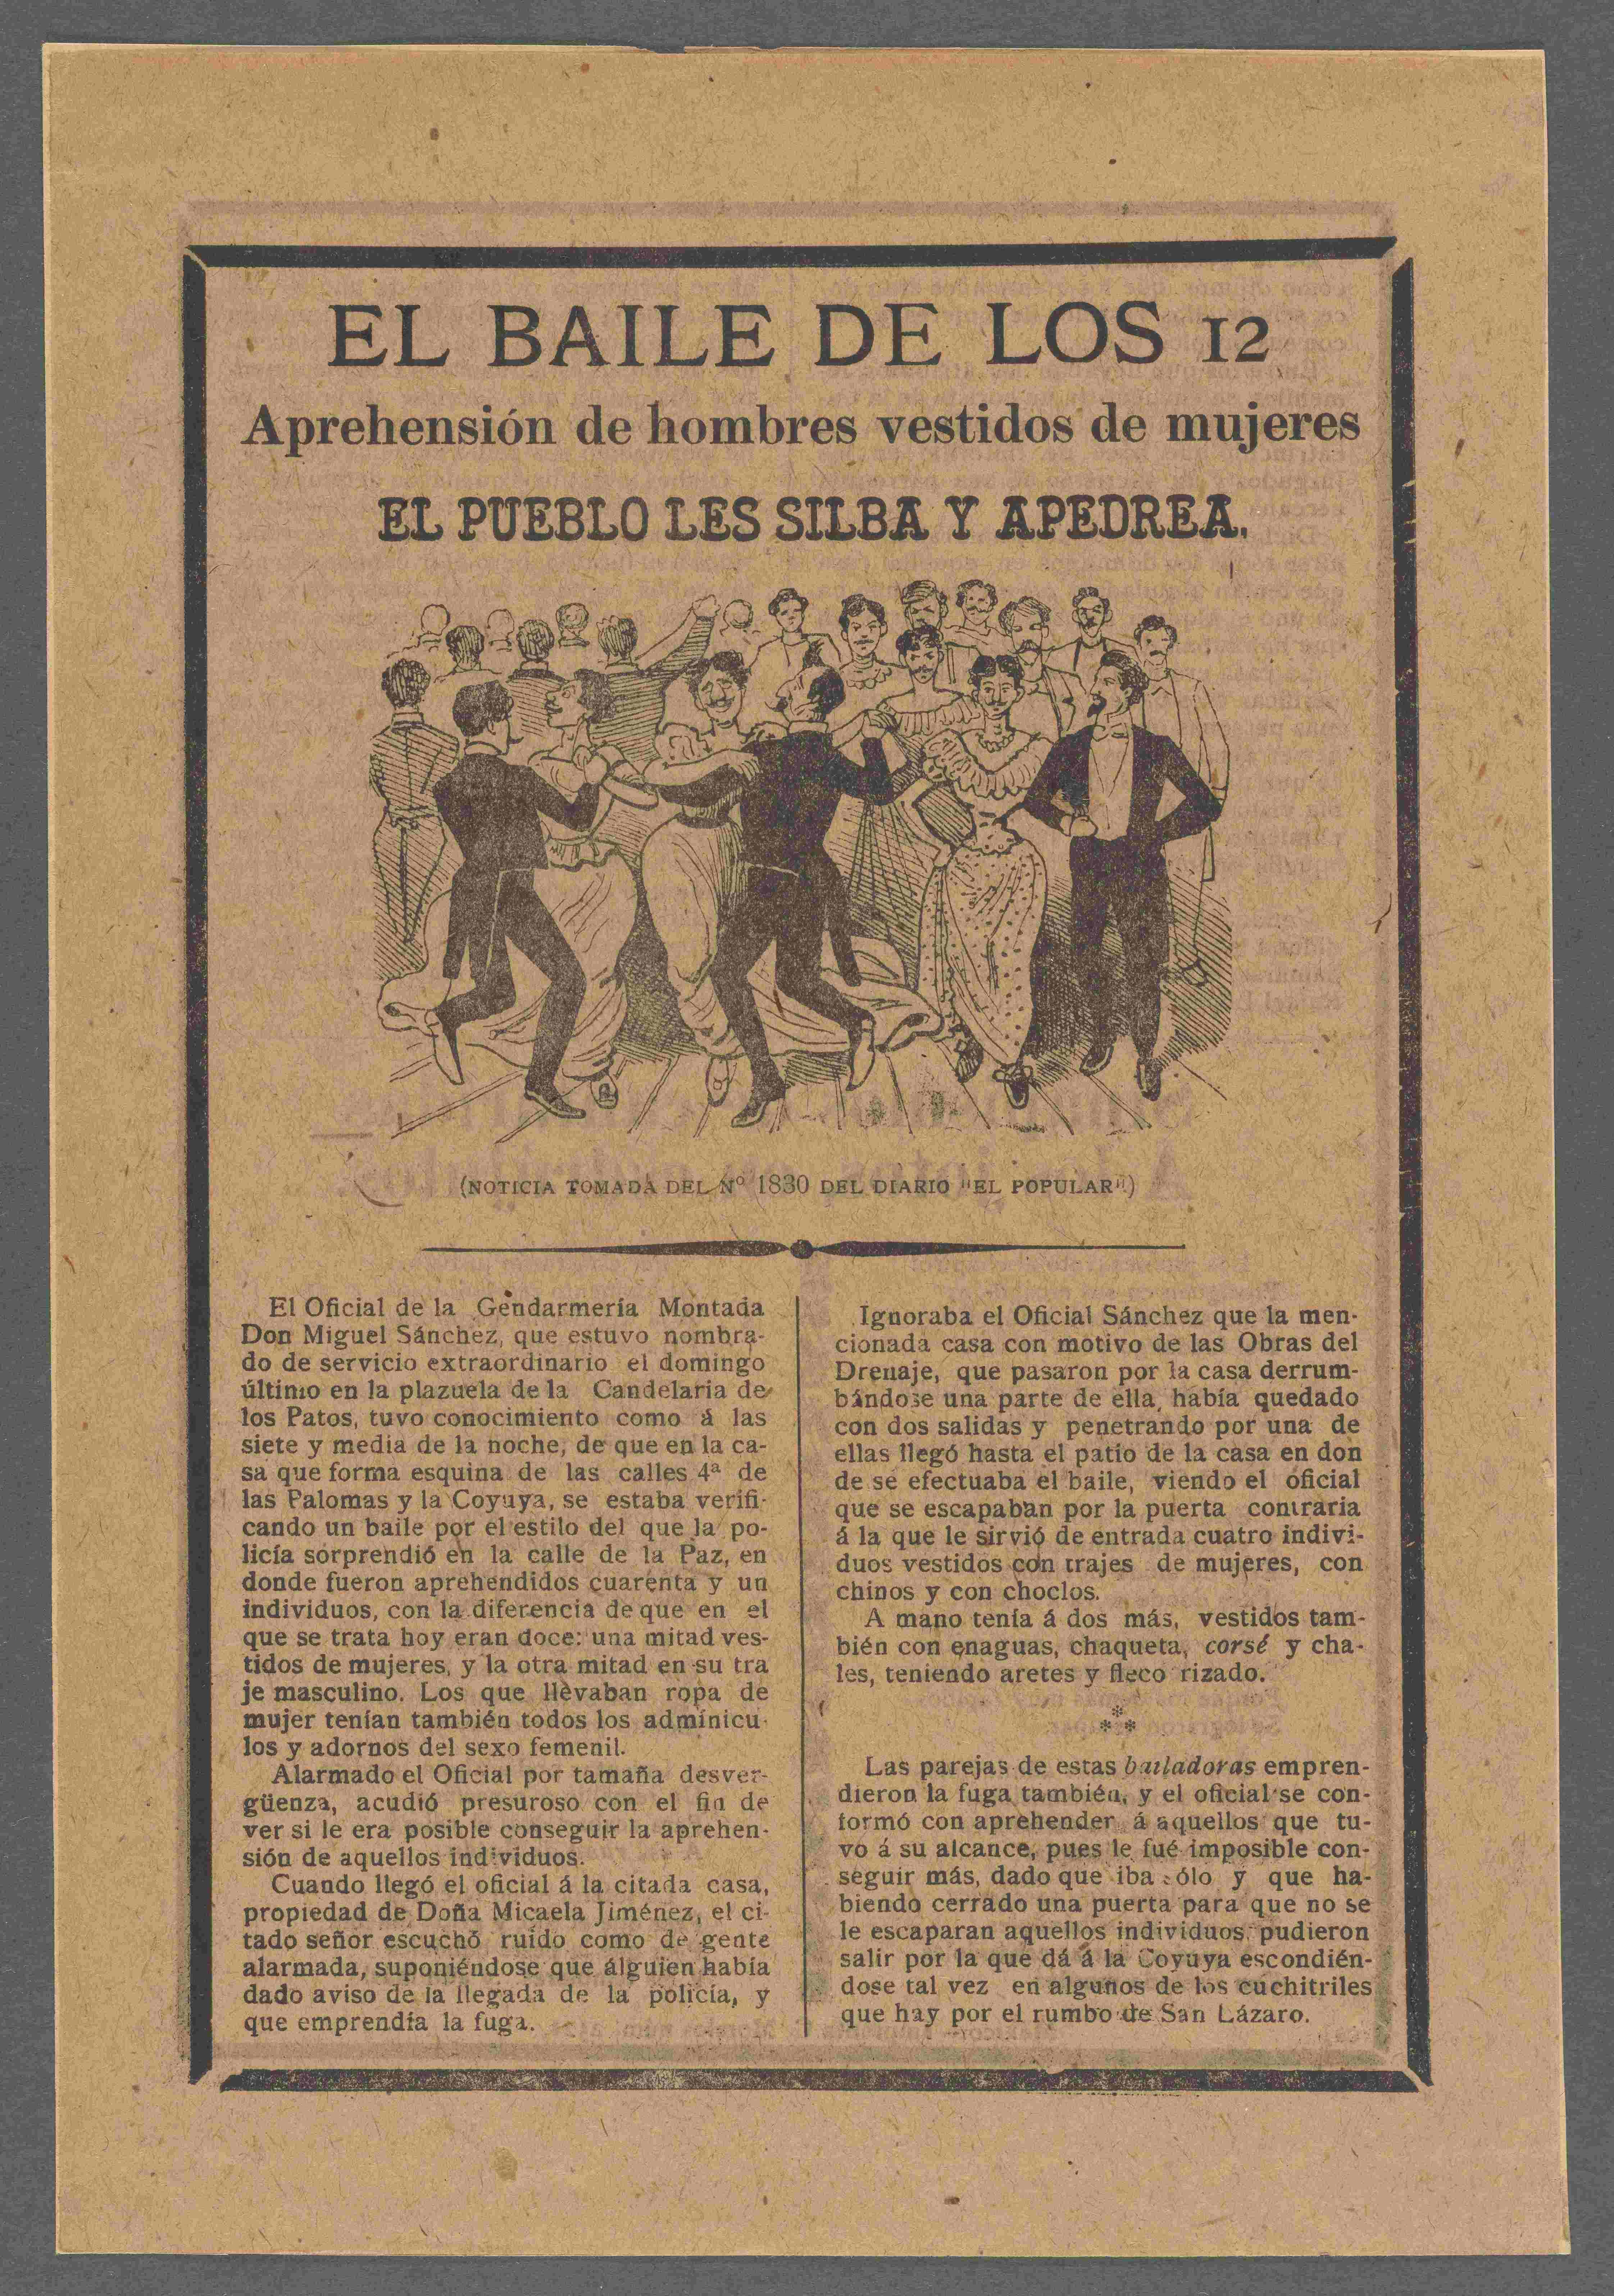 EL BAILE DE LOS 12
Aprehensión de hombres vestidos de mujeres
EL PUEBLO LES SILBA Y APEDREA.
(NOTICIA TOMADA DEL Nº 1830 DEL DIARIO "EL POPULAR")
El Oficial de la Gendarmería Montada
Don Miguel Sánchez, que estuvo nombra-
do de servicio extraordinario el domingo
último en la plazuela de la Candelaria de
los Patos, tuvo conocimiento como á las
siete y media de la noche, de que en la ca-
sa que forma esquina de las calles 4ª de
las Palomas y la Coyuya, se estaba verifi-
cando un baile por el estilo del que la po-
licía sorprendió en la calle de la Paz, en
donde fueron aprehendidos cuarenta y un
individuos, con la diferencia de que en el
que se trata hoy eran doce: una mitad ves-
tidos de mujeres, y la otra mitad en su tra
je masculino. Los que llevaban ropa de
mujer tenían también todos los admínicu-
los y adornos del sexo femenil.
Alarmado el Oficial por tamaña desver-
güenza, acudió presuroso con el fin de
ver si le era posible conseguir la aprehen-
sión de aquellos individuos.
Cuando llegó el oficial á la citada casa,
propiedad de Doña Micaela Jiménez, el ci-
tado señor escuchó ruido como de gente
alarmada, suponiéndose que álguien había
dado aviso de la llegada de la policía, y
que emprendía la fuga.
Ignoraba el Oficial Sánchez que la men-
cionada casa con motivo de las Obras del
Drenaje, que pasaron por la casa derrum-
bándose una parte de ella, había quedado
con dos salidas y penetrando por una de
ellas llegó hasta el patio de la casa en don
de se efectuaba el baile, viendo el oficial
que se escapaban por la puerta contraria
á la que le sirvió de entrada cuatro indivi-
duos vestidos con trajes de mujeres, con
chinos y con choclos.
A mano tenía á dos más, vestidos tam-
bién con enaguas, chaqueta, corsé y cha-
les, teniendo aretes y fleco rizado.
***
Las parejas de estas bailadoras empren-
dieron la fuga también, y el oficial se con-
formó con aprehender á aquellos que tu-
vo á su alcance, pues le fué imposible con-
seguir más, dado que iba sólo y que ha-
biendo cerrado una puerta para que no se
le escaparan aquellos individuos, pudieron
salir por la que dá á la Coyuya escondién-
dose tal vez en algunos de los cuchitriles
que hay por el rumbo de San Lázaro.